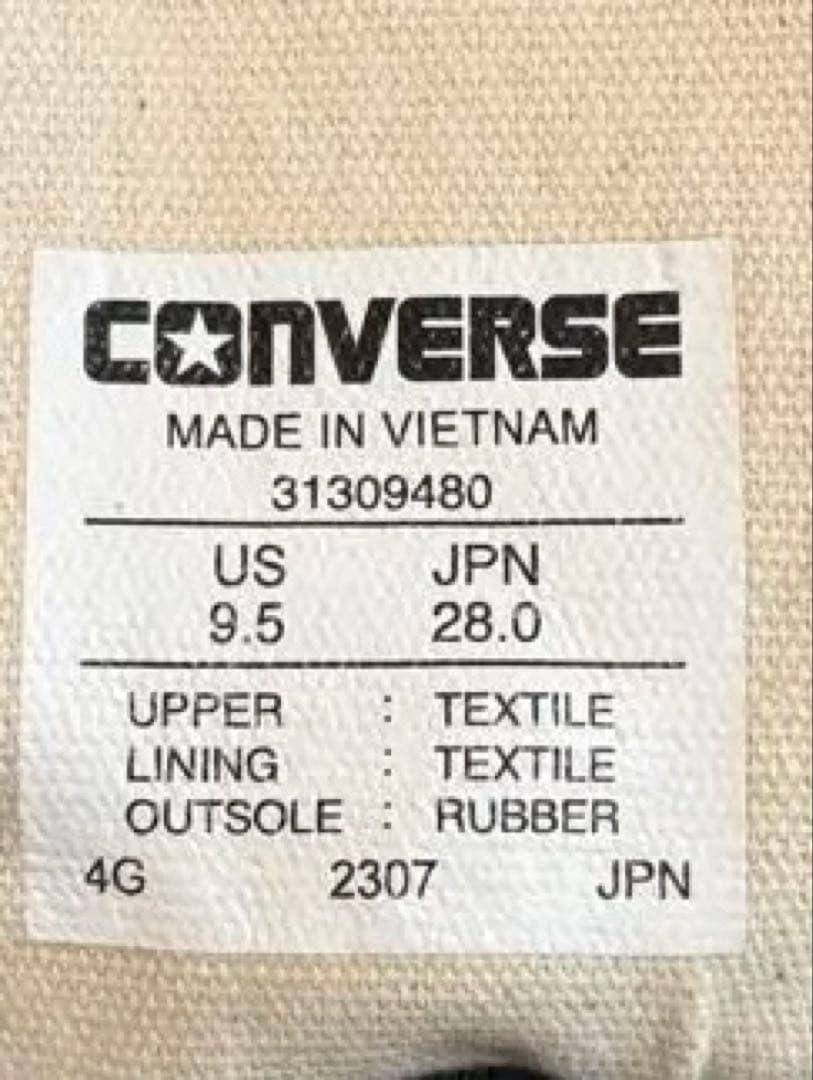 CONVERSE
MADE IN VIETNAM
31309480
US JPN
9.5 28.0
UPPER : TEXTILE
LINING : TEXTILE
OUTSOLE : RUBBER
4G 2307 JPN